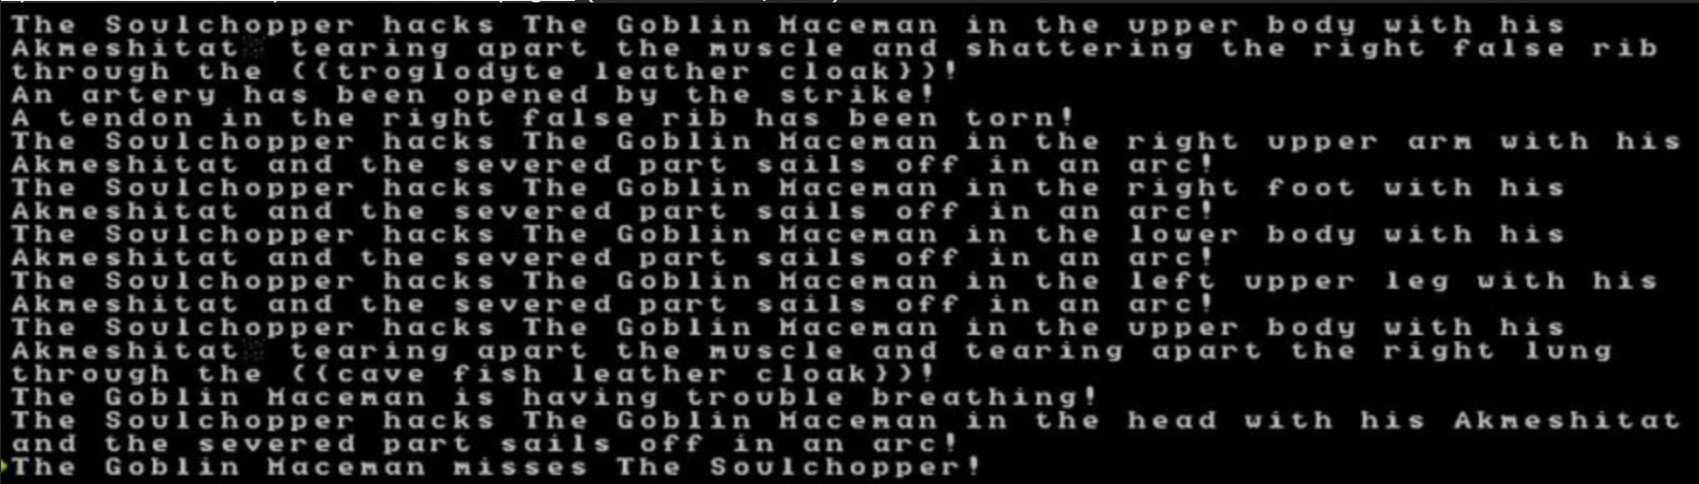 The Soulchopper hacks The Goblin Maceman in the upper body with his
Akmeshitat tearing apart the muscle and shattering the right false rib
through the ({troglodyte leather cloak})!
An artery has been opened by the strike!
A tendon in the right false rib has been torn!
The Soulchopper hacks The Goblin Maceman in the right upper arm with his
Akmeshitat and the severed part sails off in an arc!
The Soulchopper hacks The Goblin Maceman in the right foot with his
Akmeshitat and the severed part sails off in an arc!
The Soulchopper hacks The Goblin Maceman in the lower body with his
Akmeshitat and the severed part sails off in an arc!
The Soulchopper hacks The Goblin Maceman in the left upper leg with his
Akmeshitat and the severed part sails off in an arc!
The Soulchopper hacks The Goblin Maceman in the upper body with his
Akmeshitat tearing apart the muscle and tearing apart the right lung
through the ({cave fish leather cloak})!
The Goblin Maceman is having trouble breathing!
The Soulchopper hacks The Goblin Maceman in the head with his Akmeshitat
and the severed part sails off in an arc!
The Goblin Maceman misses The Soulchopper!